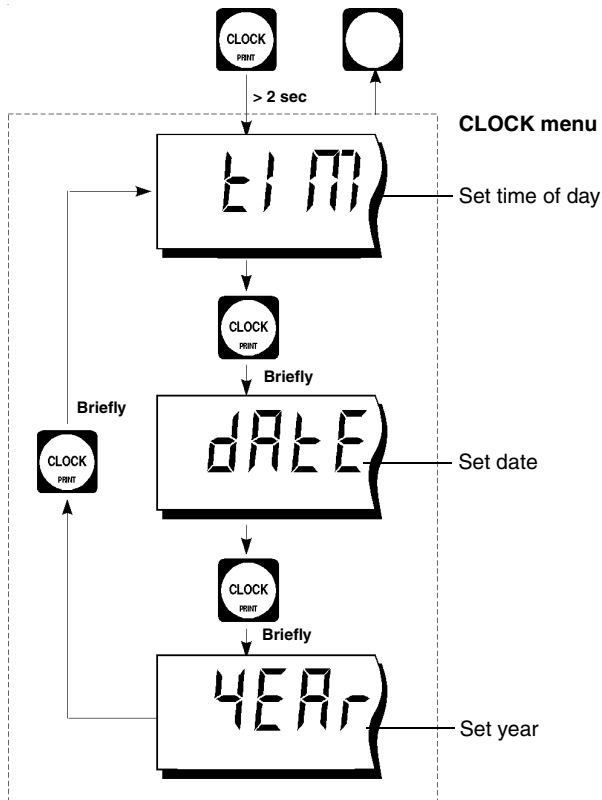 CLOCK
PRINT
> 2 sec
CLOCK menu
tIM
Set time of day
CLOCK
PRINT
Briefly
Briefly
dAtE
CLOCK
PRINT
Set date
CLOCK
PRINT
Briefly
YEAr
Set year